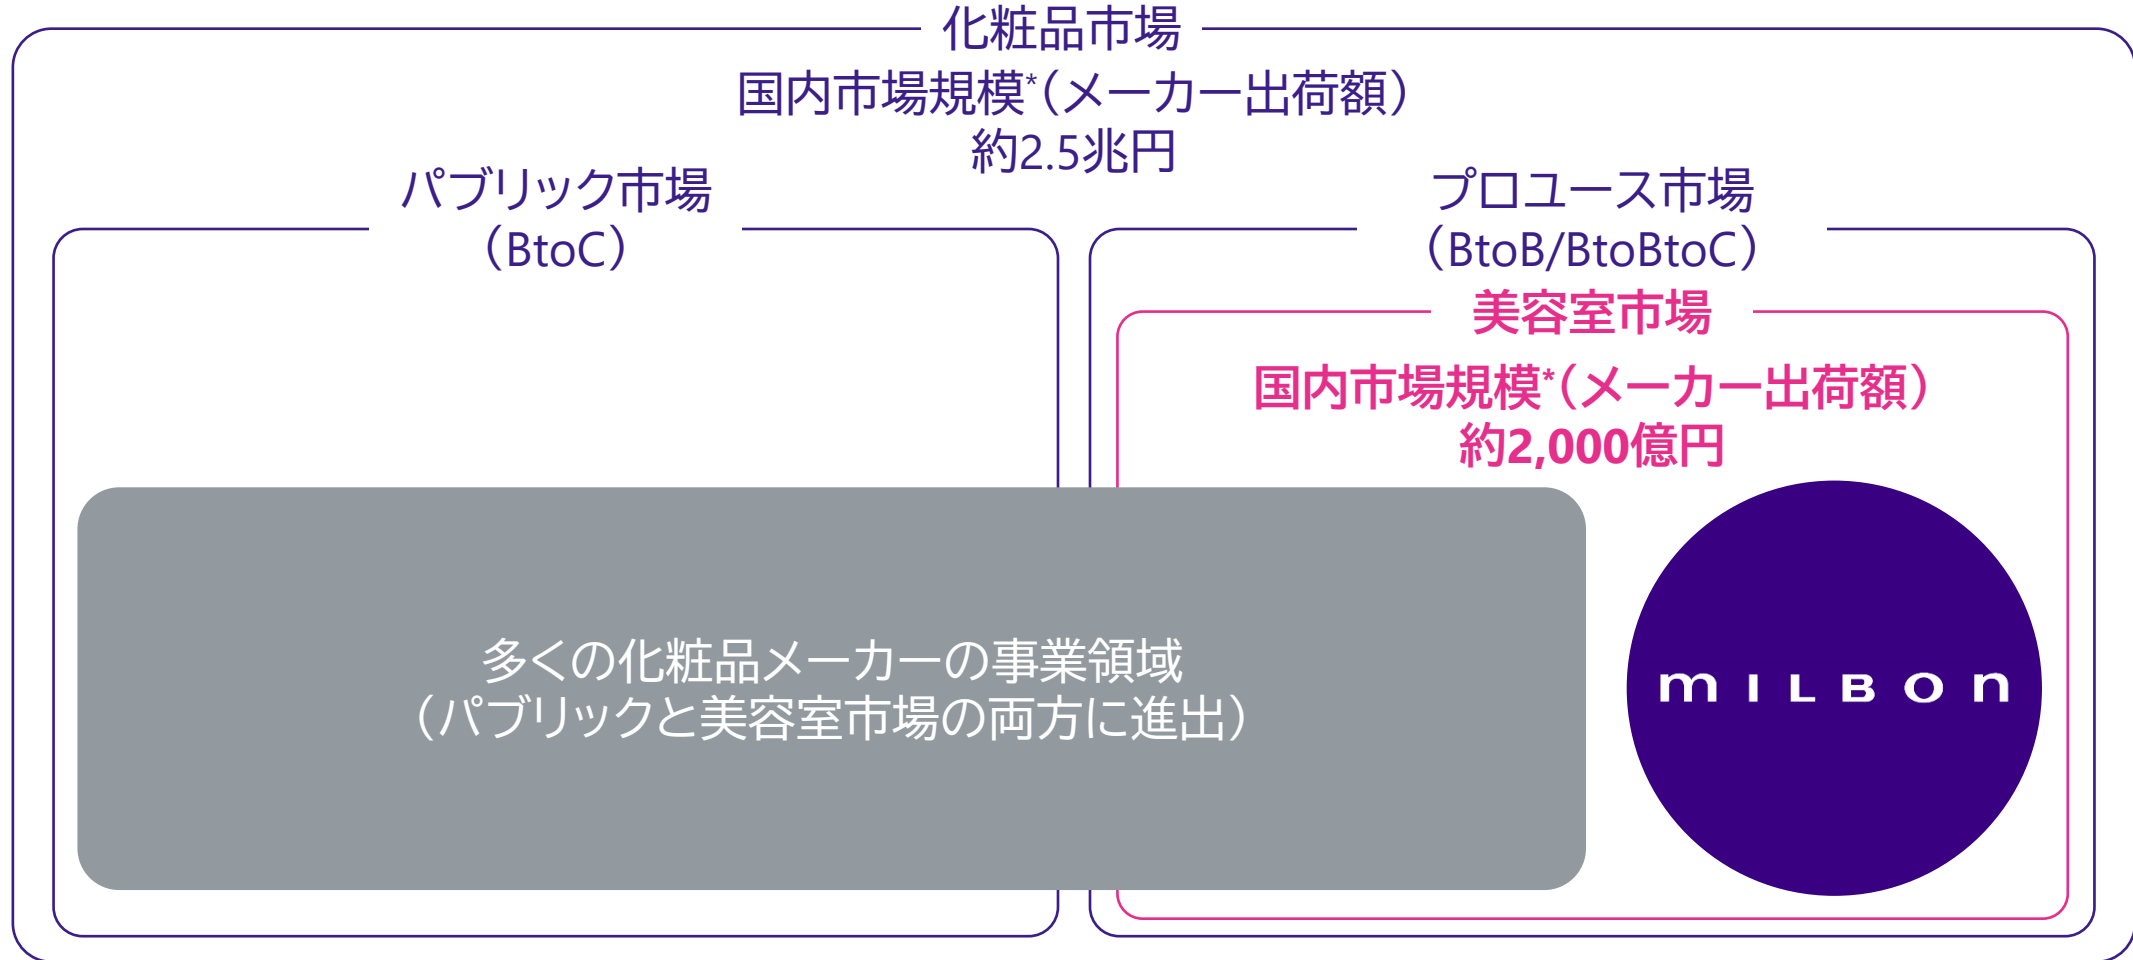 化粧品市場
国内市場規模*(メーカー出荷額)
約2.5兆円
パブリック市場
(BtoC)
プロユース市場
(BtoB/BtoBtoC)
美容室市場
国内市場規模*(メーカー出荷額)
約2,000億円
多くの化粧品メーカーの事業領域
(パブリックと美容室市場の両方に進出)
MILBON